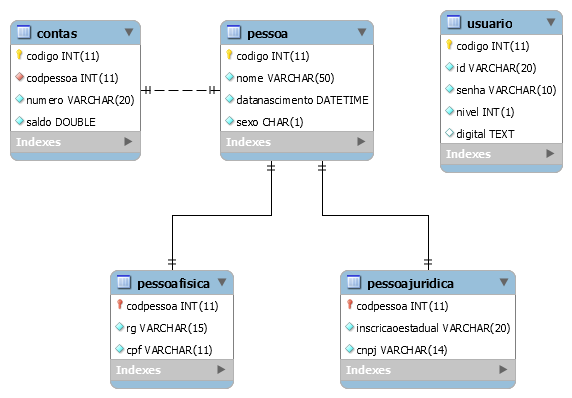 contas
codigo INT(11)
codpessoa INT(11)
numero VARCHAR(20)
saldo DOUBLE
Indexes
pessoa
codigo INT(11)
nome VARCHAR(50)
datanascimento DATETIME
sexo CHAR(1)
Indexes
usuario
codigo INT(11)
id VARCHAR(20)
senha VARCHAR(10)
nivel INT(1)
digital TEXT
Indexes
pessoafisica
codpessoa INT(11)
rg VARCHAR(15)
cpf VARCHAR(11)
Indexes
pessoajuridica
codpessoa INT(11)
inscricaoestadual VARCHAR(20)
cnpj VARCHAR(14)
Indexes